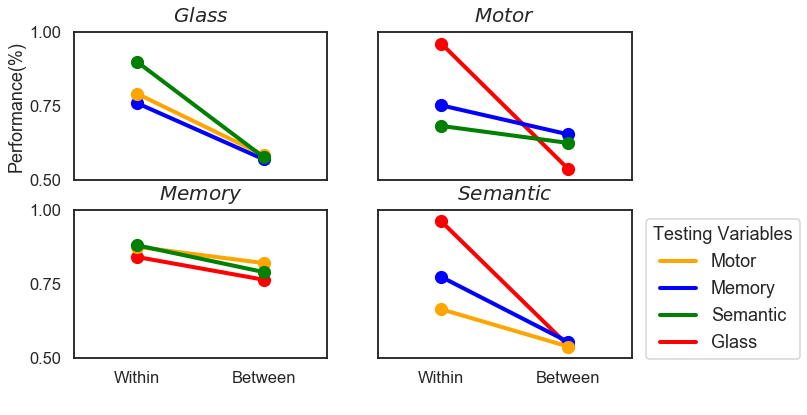 Glass
Motor
Performance(%)
1.00
0.75
0.50
Memory
Semantic
1.00
0.75
0.50
Within
Between
Within
Between
Testing Variables
Motor
Memory
Semantic
Glass